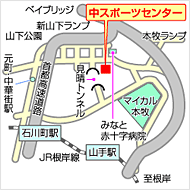 ベイブリッジ
中スポーツセンター
新山下ランプ
山下公園
本牧ランプ
元町・中華街駅
首都高速道路
見晴トンネル
マイカル
本牧
みなと
赤十字病院
石川町駅
山手駅
JR根岸線
至根岸